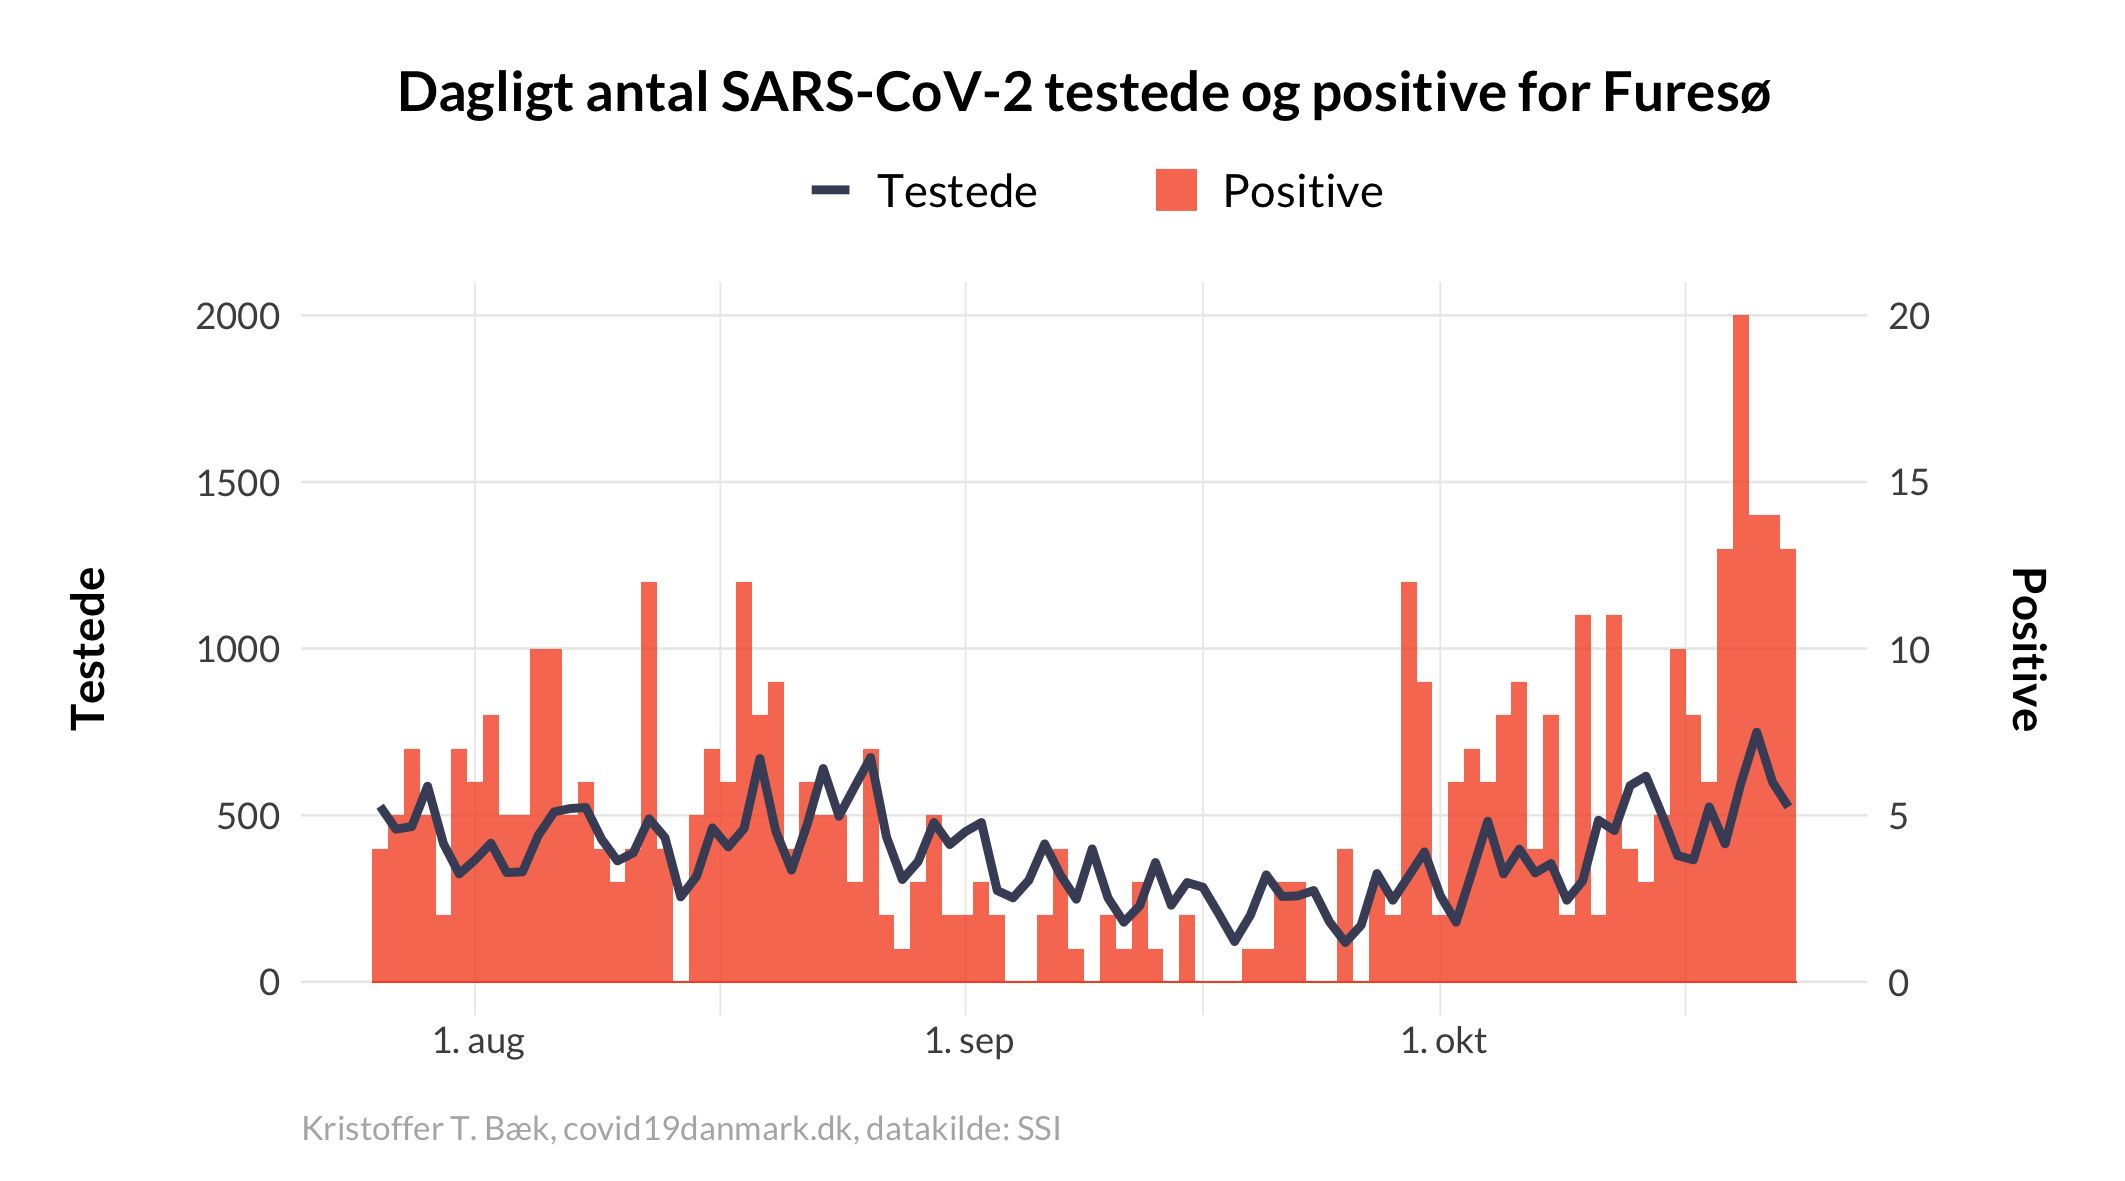 Dagligt antal SARS-CoV-2 testede og positive for Furesø
Testede
Positive
2000
1500
1000
500
0
Testede
20
15
10
5
0
Positive
1. aug
1. sep
1. okt
Kristoffer T. Bæk, covid19danmark.dk, datakilde: SSI